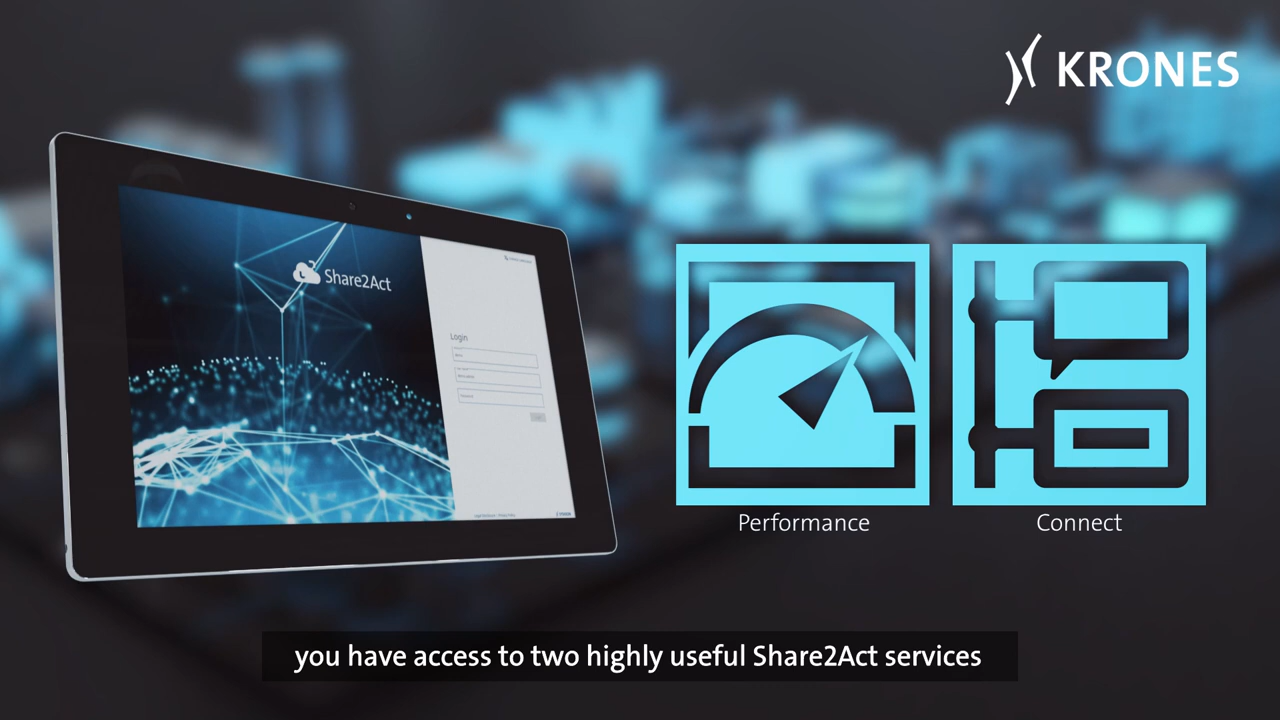 KRONES
Share2Act
Login
Performance
Connect
you have access to two highly useful Share2Act services